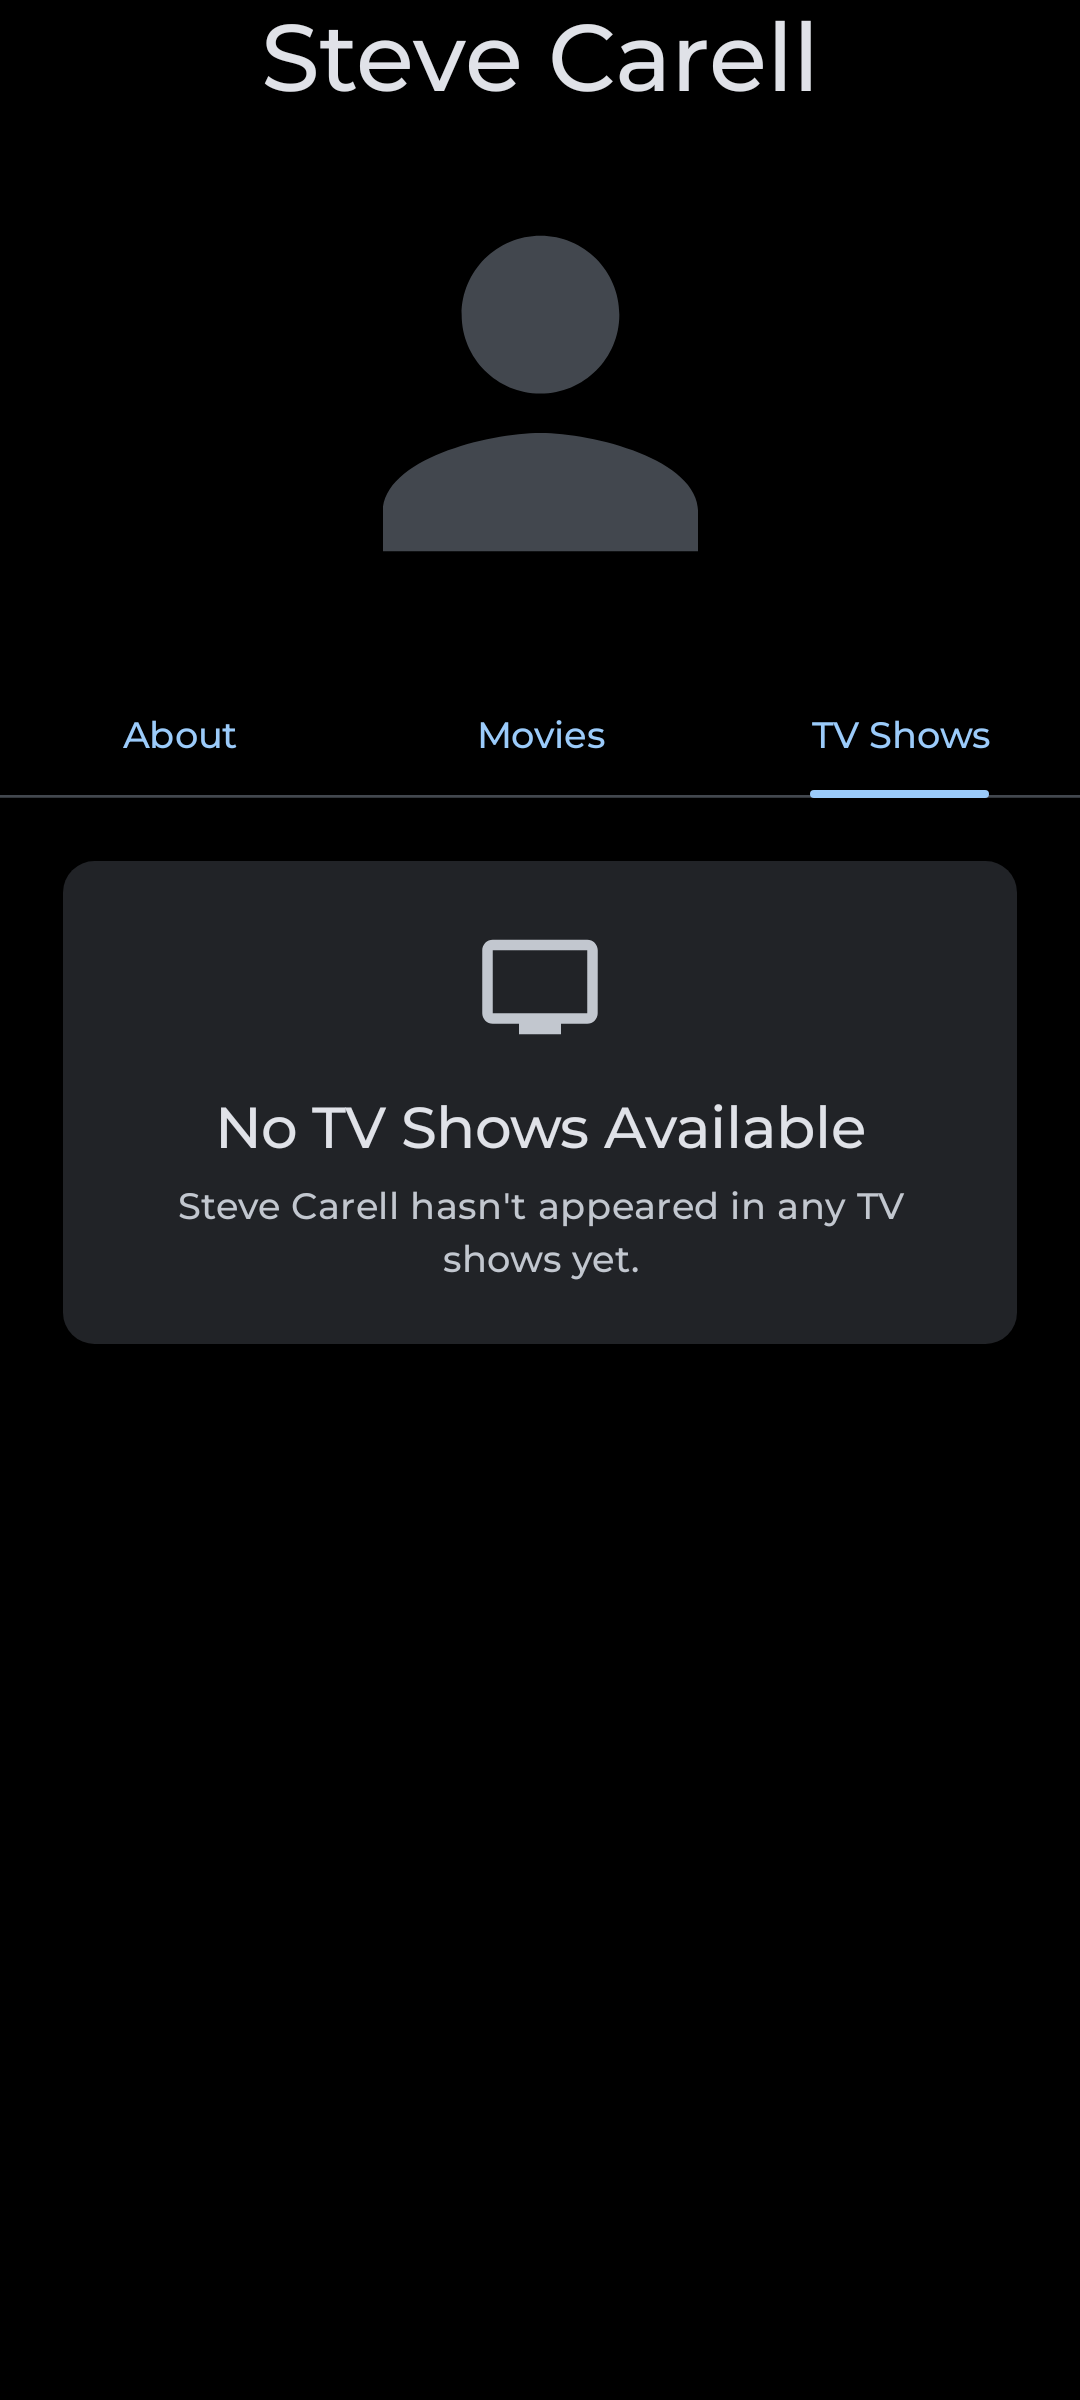 Steve Carell
About
Movies
TV Shows
No TV Shows Available
Steve Carell hasn't appeared in any TV
shows yet.